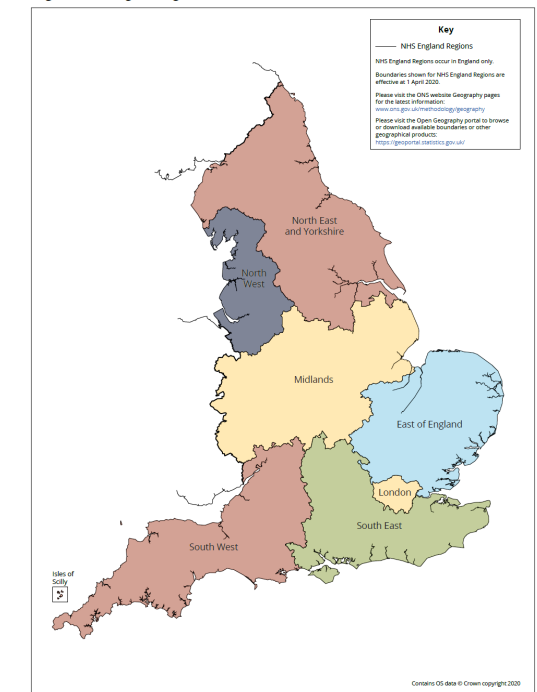 Key
NHS England Regions
NHS England Regions occur in England only.
Boundaries shown for NHS England Regions are
effective at 1 April 2020.
Please visit the ONS website Geography pages
for the latest information:
www.ons.gov.uk/methodology/geography
Please visit the Open Geography portal to browse
or download available boundaries or other
geographical products:
https://geoportal.statistics.gov.uk/
North East
and Yorkshire
North
West
Midlands
East of England
London
South East
South West
Isles of
Scilly
Contains OS data © Crown copyright 2020